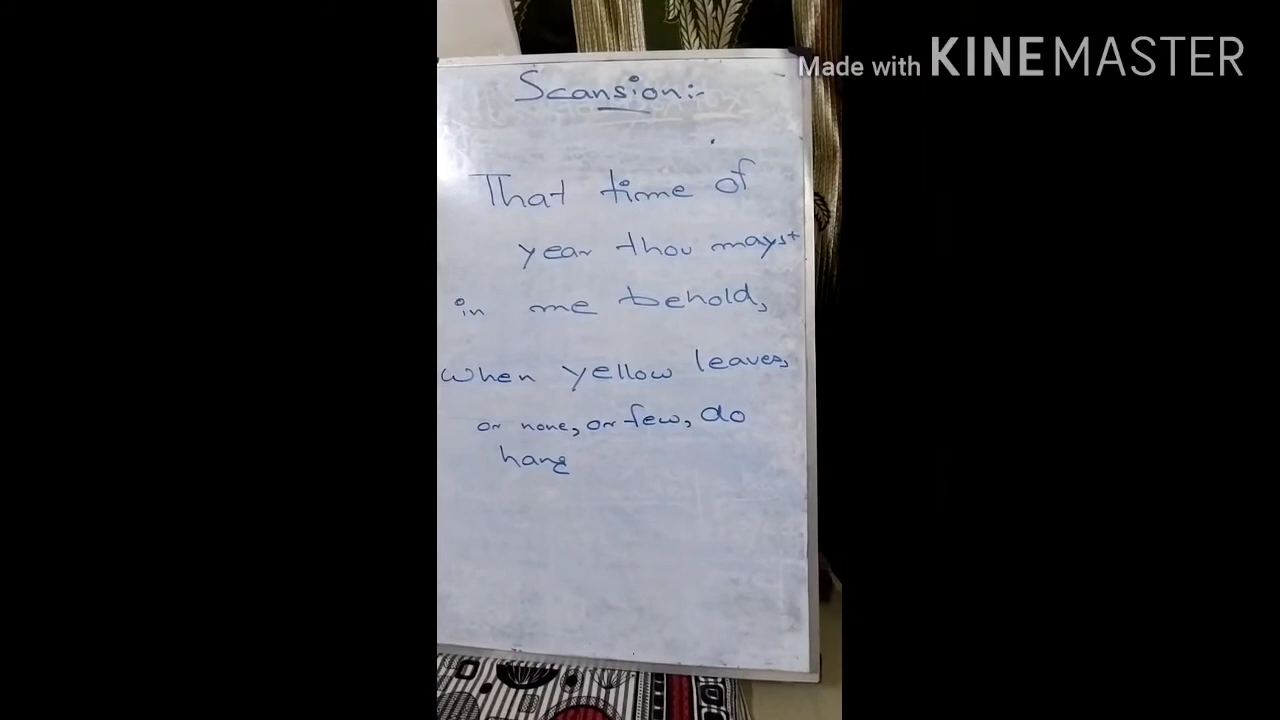 Made with KINEMASTER
Scansion:-
That time of
year thou mayst
in me behold,
When yellow leaves,
or none, or few, do
hang